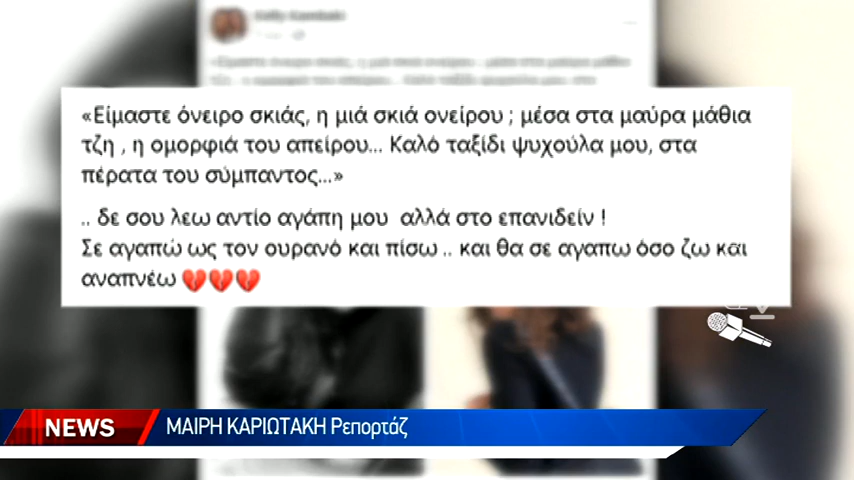 «Είμαστε όνειρο σκιάς, η μιά σκιά ονείρου ; μέσα στα μαύρα μάθια
τζη , η ομορφιά του απείρου... Καλό ταξίδι ψυχούλα μου, στα
πέρατα του σύμπαντος...»
.. δε σου λεω αντίο αγάπη μου αλλά στο επανιδείν !
Σε αγαπώ ως τον ουρανό και πίσω .. και θα σε αγαπω όσο ζω και
αναπνέω 💔💔💔
NEWS ΜΑΙΡΗ ΚΑΡΙΩΤΑΚΗ Ρεπορτάζ